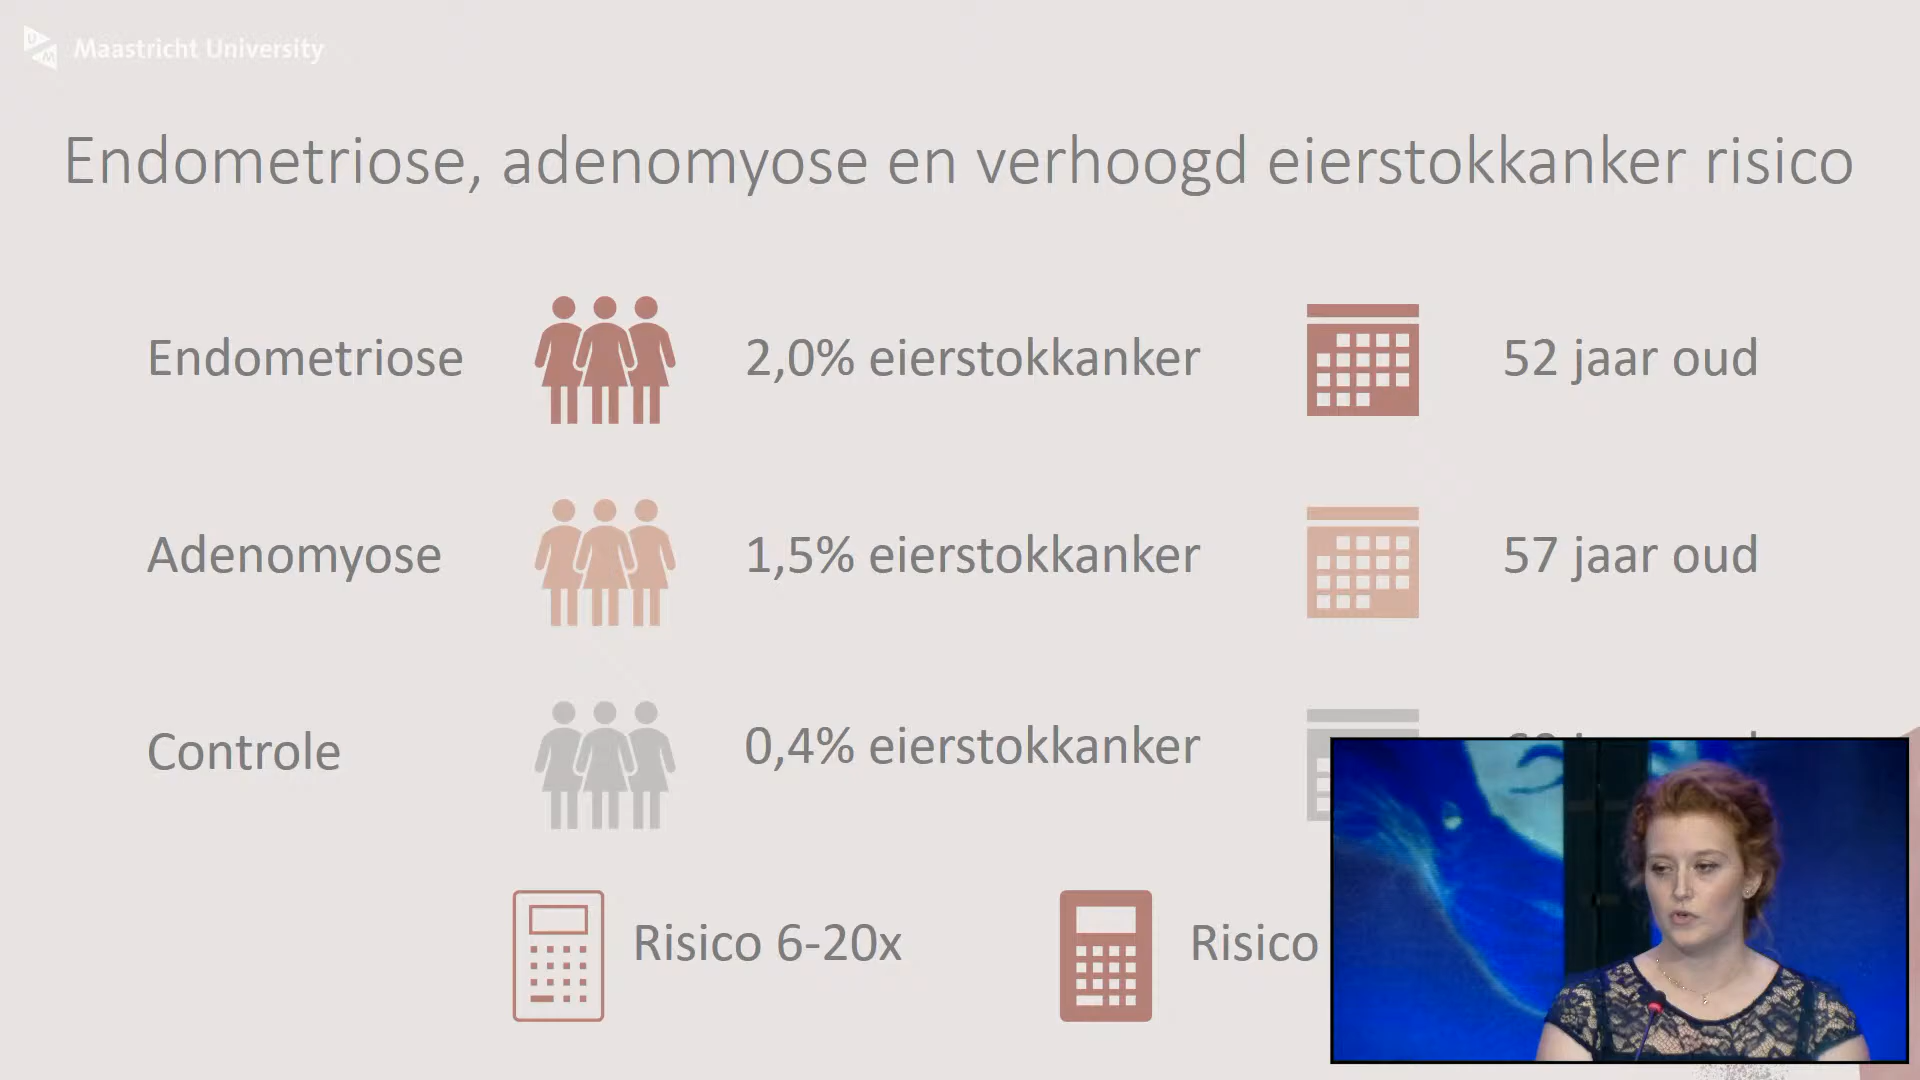 Maastricht University
Endometriose, adenomyose en verhoogd eierstokkanker risico
Endometriose 2,0% eierstokkanker 52 jaar oud
Adenomyose 1,5% eierstokkanker 57 jaar oud
Controle 0,4% eierstokkanker
Risico 6-20x Risico